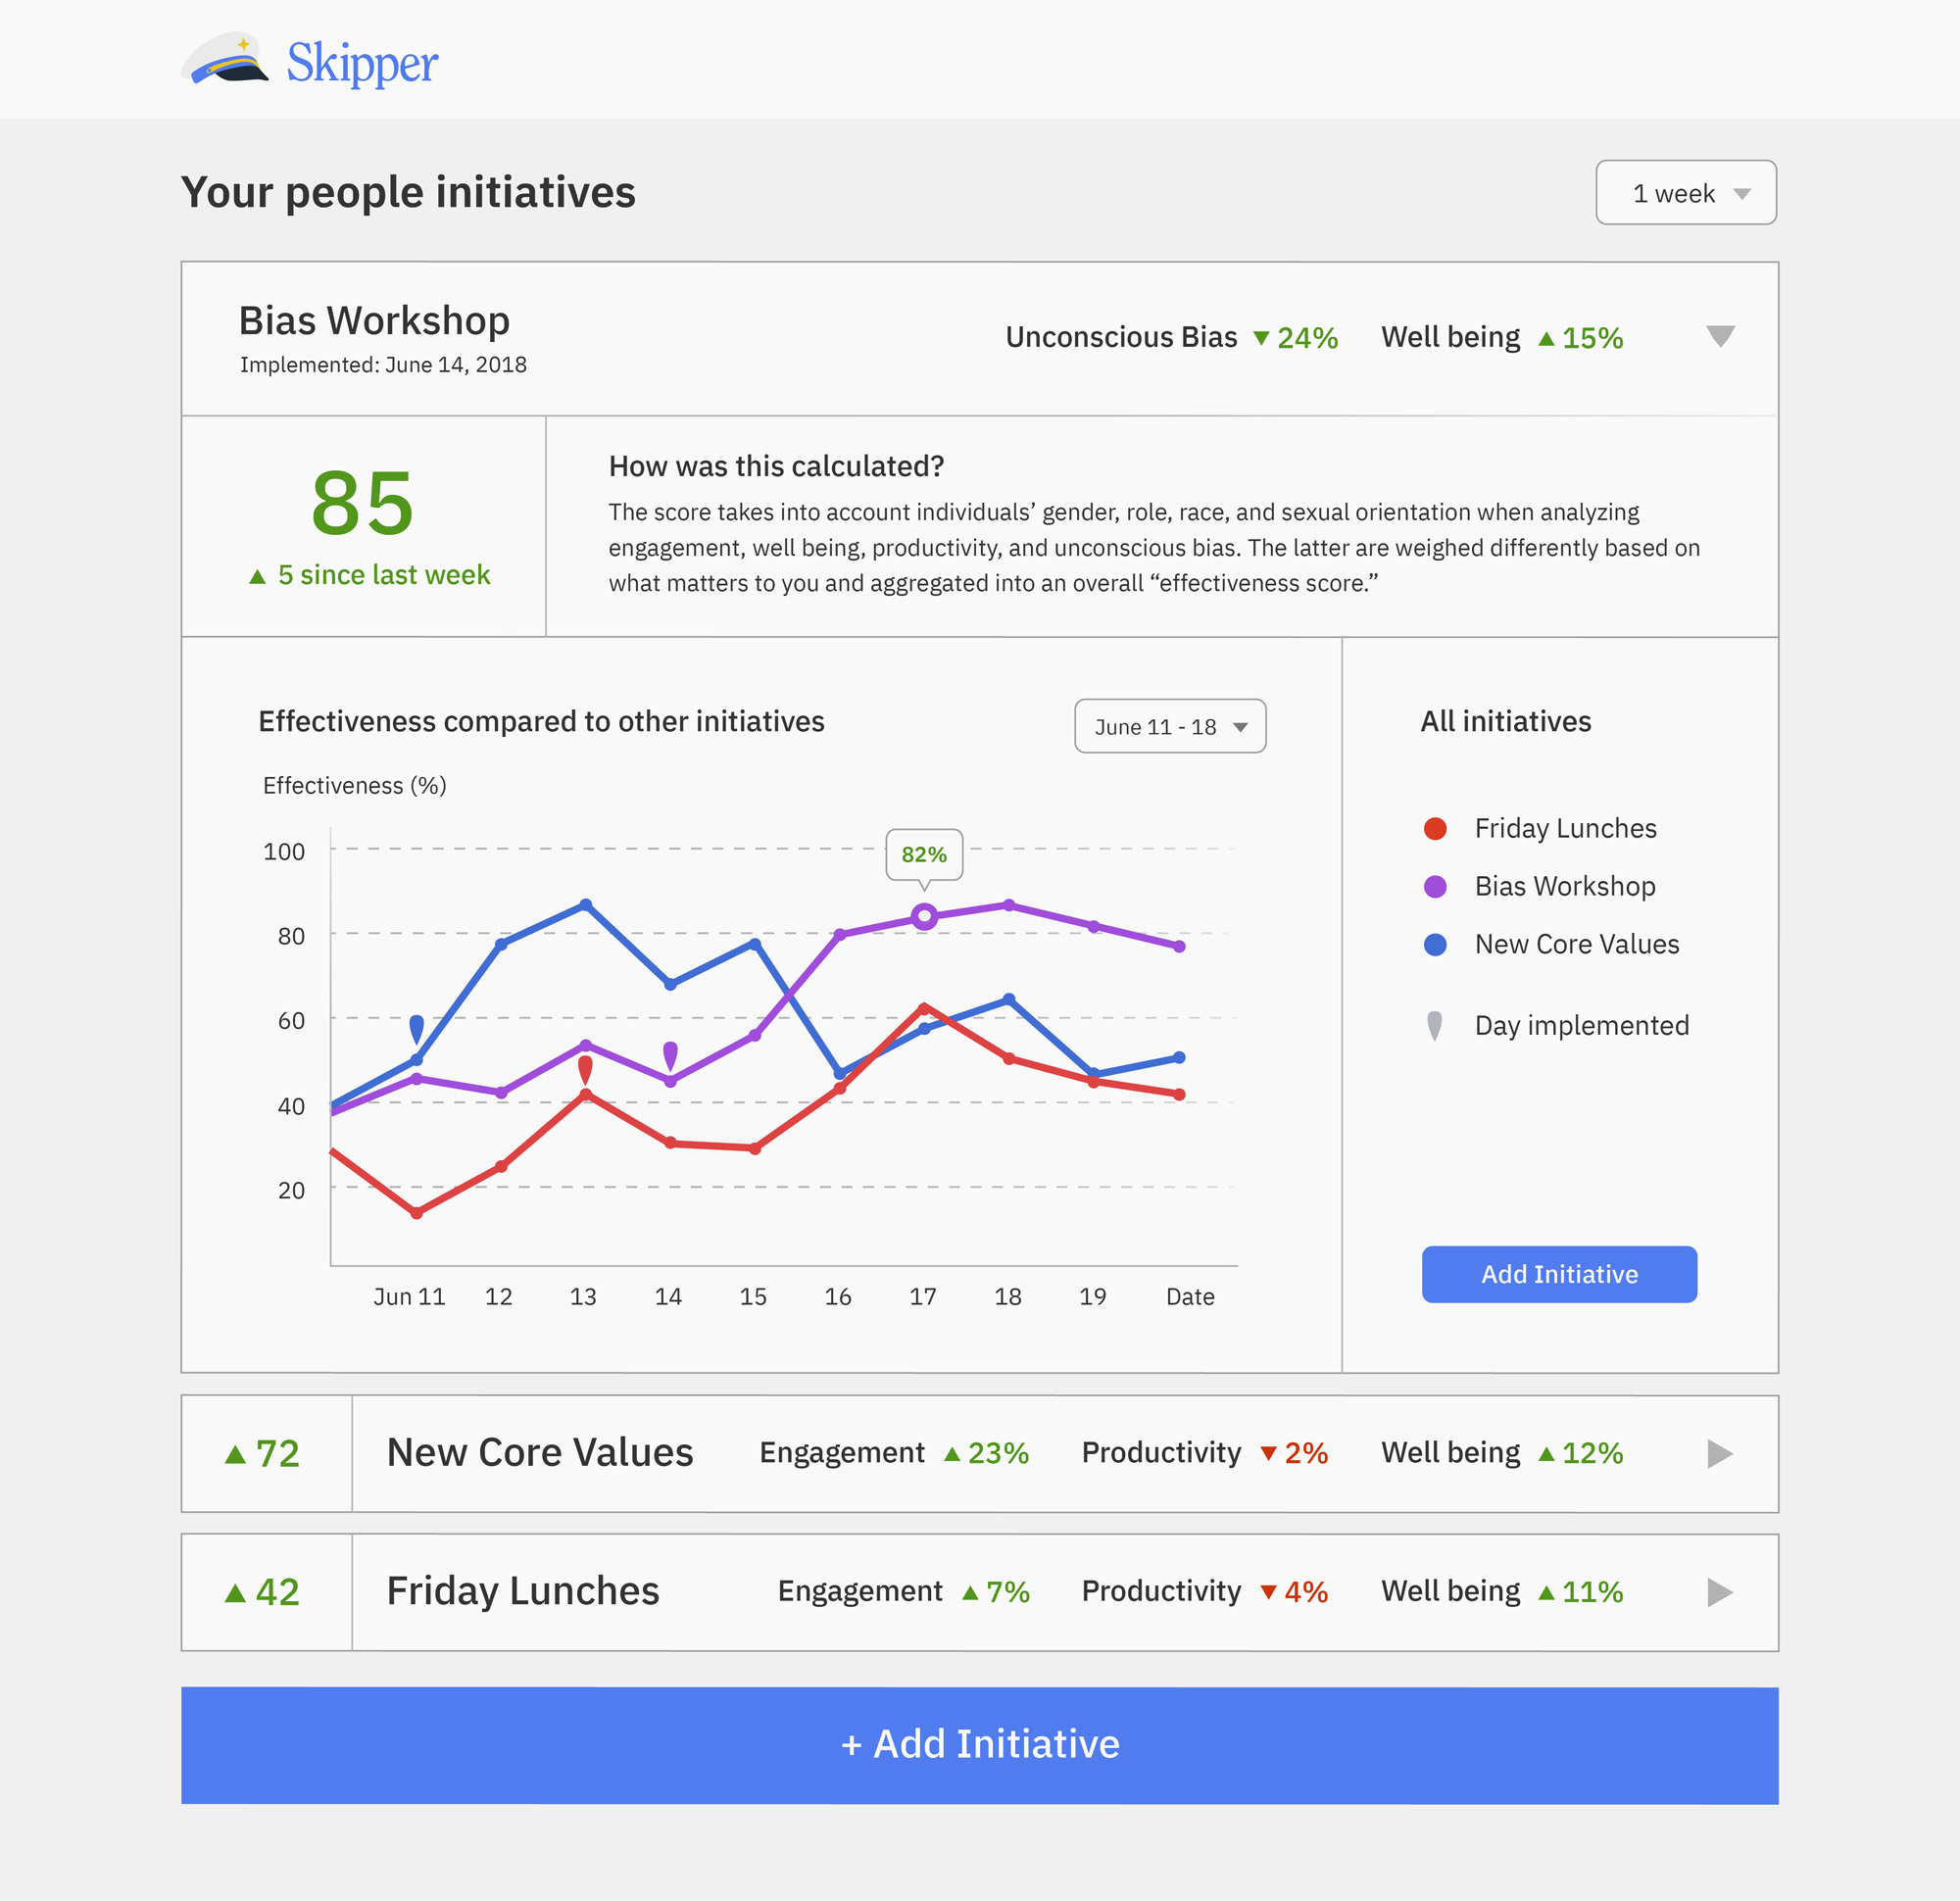 Skipper
Your people initiatives
1 week
Bias Workshop
Implemented: June 14, 2018
Unconscious Bias ▼ 24%
Well being ▲ 15%
85
▲ 5 since last week
How was this calculated?
The score takes into account individuals’ gender, role, race, and sexual orientation when analyzing
engagement, well being, productivity, and unconscious bias. The latter are weighed differently based on
what matters to you and aggregated into an overall “effectiveness score.”
Effectiveness compared to other initiatives
June 11 - 18
Effectiveness (%)
100
80
60
40
20
82%
Jun 11 12 13 14 15 16 17 18 19 Date
All initiatives
Friday Lunches
Bias Workshop
New Core Values
Day implemented
Add Initiative
▲ 72 New Core Values Engagement ▲ 23% Productivity ▼ 2% Well being ▲ 12%
▲ 42 Friday Lunches Engagement ▲ 7% Productivity ▼ 4% Well being ▲ 11%
+ Add Initiative